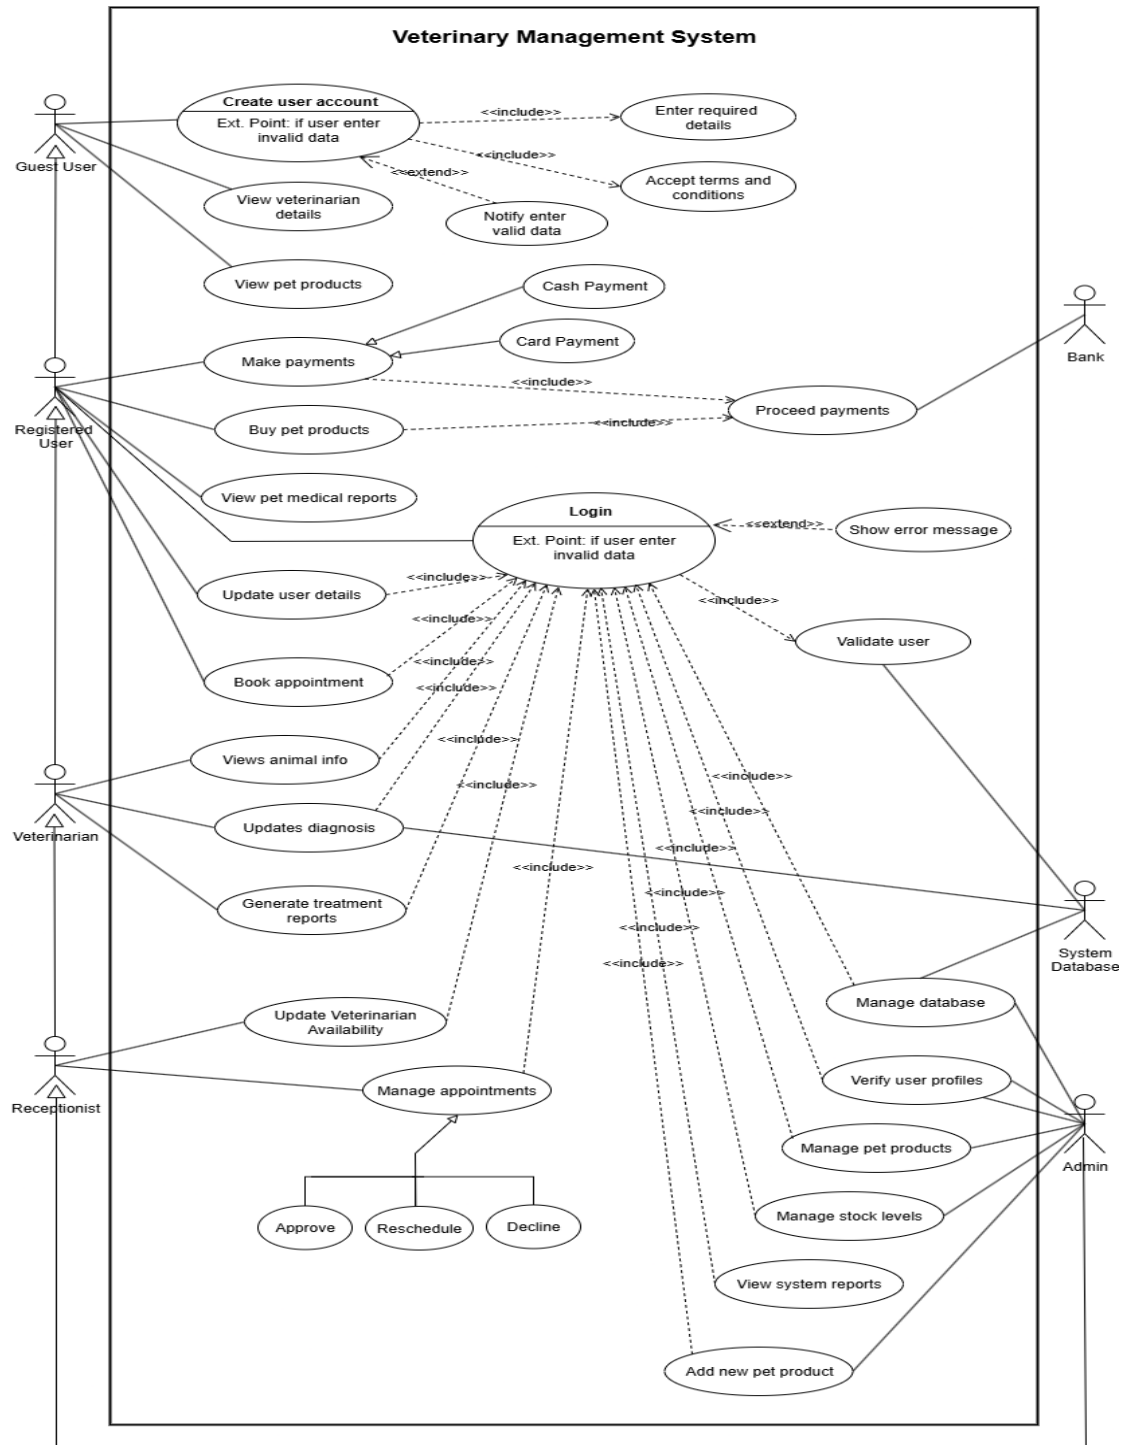 Veterinary Management System
Create user account
Ext. Point: if user enter
invalid data
<<include>>
Enter required
details
<<include>>
Accept terms and
conditions
<<extend>>
Notify enter
valid data
Guest User
View veterinarian
details
View pet products
Cash Payment
Card Payment
Make payments
Bank
<<include>>
Proceed payments
Buy pet products
<<include>>
Registered
User
View pet medical reports
Login
Ext. Point: if user enter
invalid data
<<extend>>
Show error message
Update user details
<<include>>
<<include>>
Validate user
<<include>>
Book appointment
<<include>>
<<include>>
<<include>>
Views animal info
<<include>>
<<include>>
Updates diagnosis
Veterinarian
<<include>>
<<include>>
<<include>>
<<include>>
Generate treatment
reports
<<include>>
<<include>>
System
Database
Manage database
Update Veterinarian
Availability
Verify user profiles
Manage appointments
Receptionist
Manage pet products
Admin
Manage stock levels
Approve
Reschedule
Decline
View system reports
Add new pet product